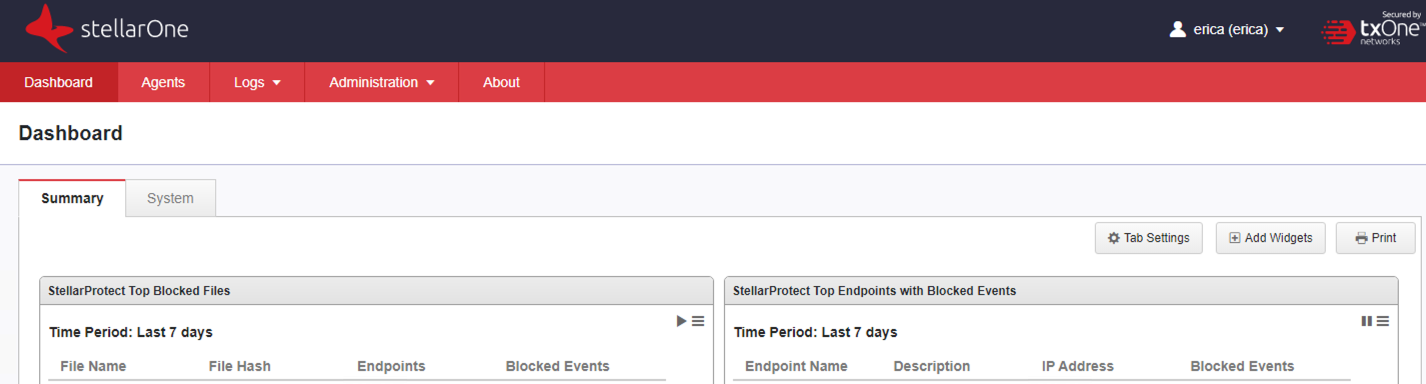 stellarOne
erica (erica)
Secured by
txOne™
networks
Dashboard Agents Logs Administration About
Dashboard
Summary System
Tab Settings Add Widgets Print
StellarProtect Top Blocked Files
Time Period: Last 7 days
File Name File Hash Endpoints Blocked Events
StellarProtect Top Endpoints with Blocked Events
Time Period: Last 7 days
Endpoint Name Description IP Address Blocked Events